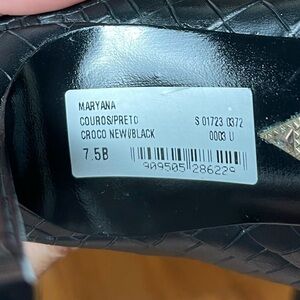 MARYANA
COUROS/PRETO S 01723 0372
CROCO NEW/BLACK 0003 U
7.5B
909505 286229